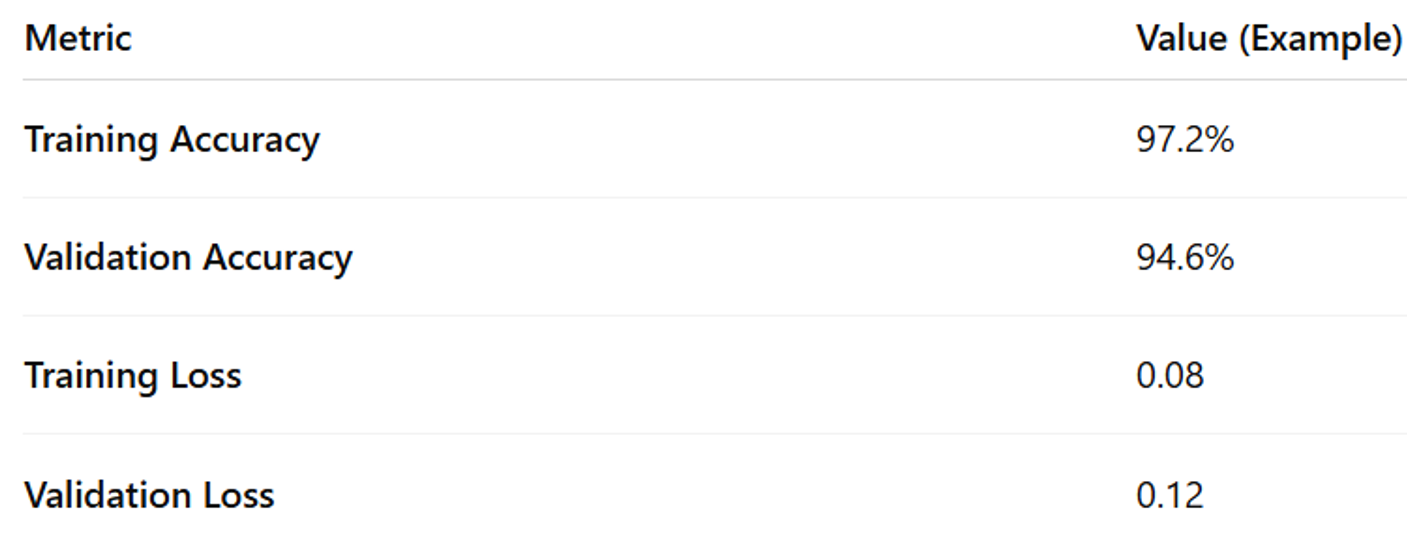 Metric Value (Example)
Training Accuracy 97.2%
Validation Accuracy 94.6%
Training Loss 0.08
Validation Loss 0.12